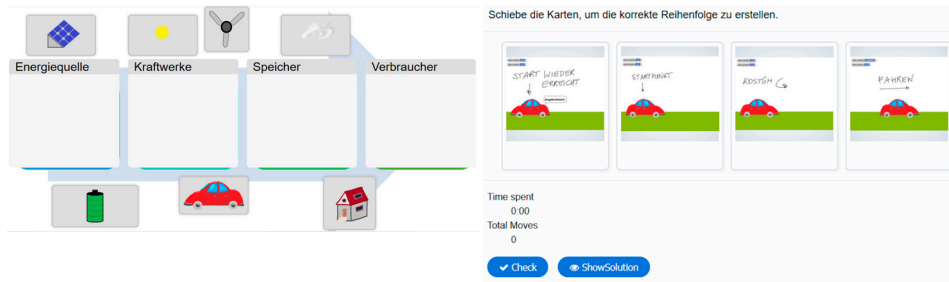 Energiequelle
Kraftwerke
Speicher
Verbraucher
Schiebe die Karten, um die korrekte Reihenfolge zu erstellen.
START WIEDER
ERREICHT
STARTPUNKT
KOSTÜM
FAHREN
Time spent
0:00
Total Moves
0
Check
ShowSolution